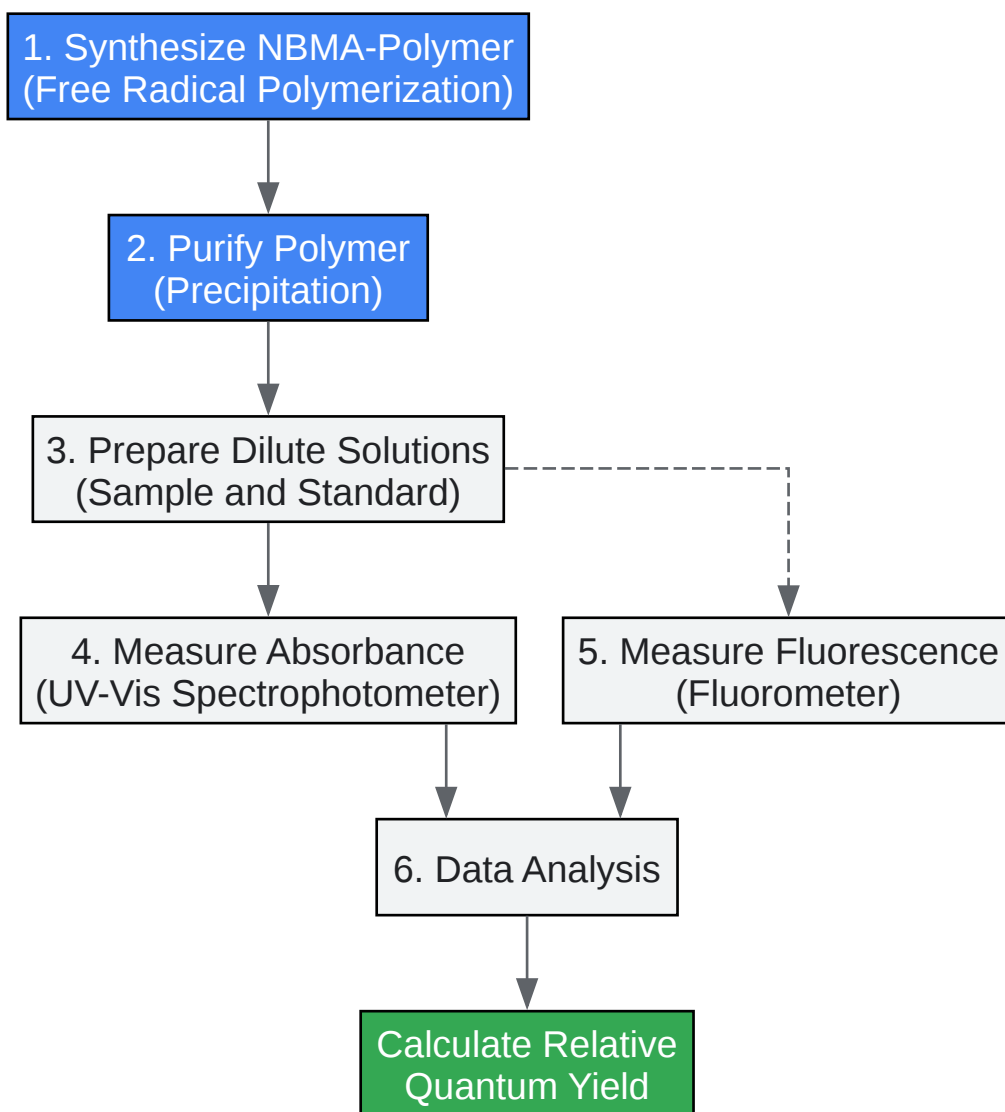 1. Synthesize NBMA-Polymer
(Free Radical Polymerization)
2. Purify Polymer
(Precipitation)
3. Prepare Dilute Solutions
(Sample and Standard)
4. Measure Absorbance
(UV-Vis Spectrophotometer)
5. Measure Fluorescence
(Fluorometer)
6. Data Analysis
Calculate Relative
Quantum Yield